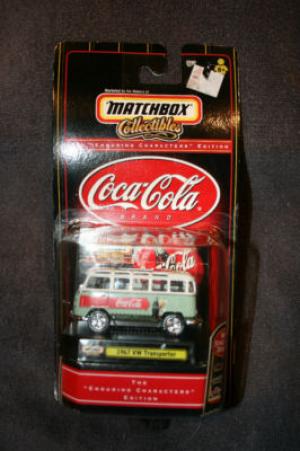 MATCHBOX
Collectibles
"ENDURING CHARACTERS" EDITION
Coca-Cola
BRAND
Coca-Cola
1967 VW Transporter
THE
"ENDURING CHARACTERS"
EDITION